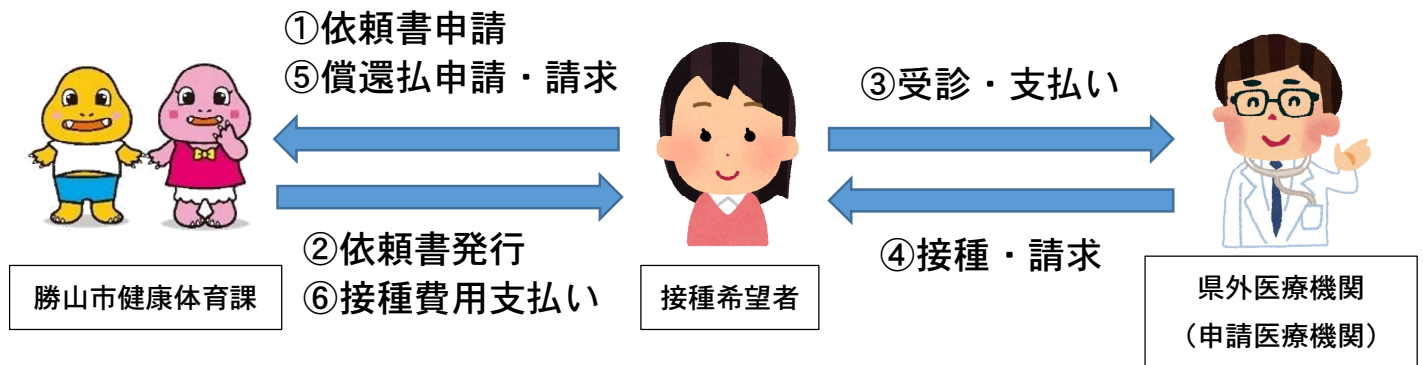 ①依頼書申請
⑤償還払申請・請求
③受診・支払い
②依頼書発行
⑥接種費用支払い
④接種・請求
勝山市健康体育課
接種希望者
県外医療機関
（申請医療機関）